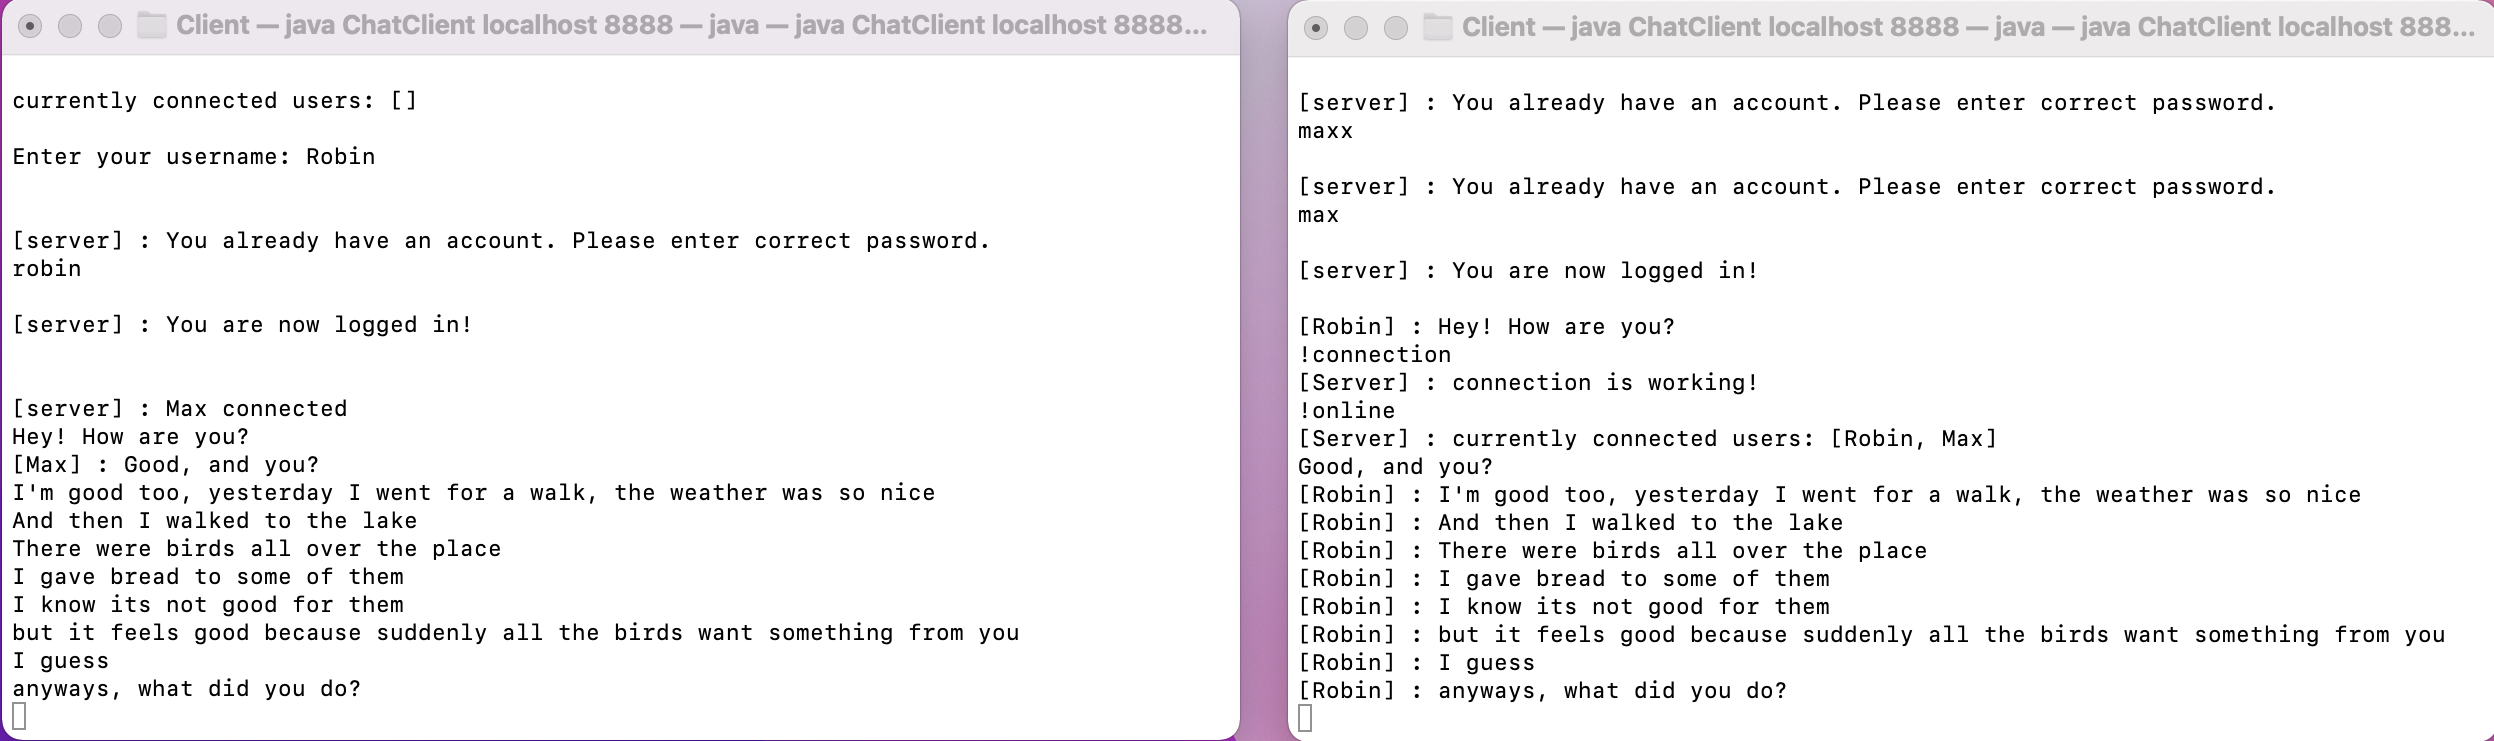 Client — java ChatClient localhost 8888 — java — java ChatClient localhost 8888...
currently connected users: []
Enter your username: Robin
[server] : You already have an account. Please enter correct password.
robin
[server] : You are now logged in!
[server] : Max connected
Hey! How are you?
[Max] : Good, and you?
I'm good too, yesterday I went for a walk, the weather was so nice
And then I walked to the lake
There were birds all over the place
I gave bread to some of them
I know its not good for them
but it feels good because suddenly all the birds want something from you
I guess
anyways, what did you do?
Client — java ChatClient localhost 8888 — java — java ChatClient localhost 888...
[server] : You already have an account. Please enter correct password.
maxx
[server] : You already have an account. Please enter correct password.
max
[server] : You are now logged in!
[Robin] : Hey! How are you?
!connection
[Server] : connection is working!
!online
[Server] : currently connected users: [Robin, Max]
Good, and you?
[Robin] : I'm good too, yesterday I went for a walk, the weather was so nice
[Robin] : And then I walked to the lake
[Robin] : There were birds all over the place
[Robin] : I gave bread to some of them
[Robin] : I know its not good for them
[Robin] : but it feels good because suddenly all the birds want something from you
[Robin] : I guess
[Robin] : anyways, what did you do?